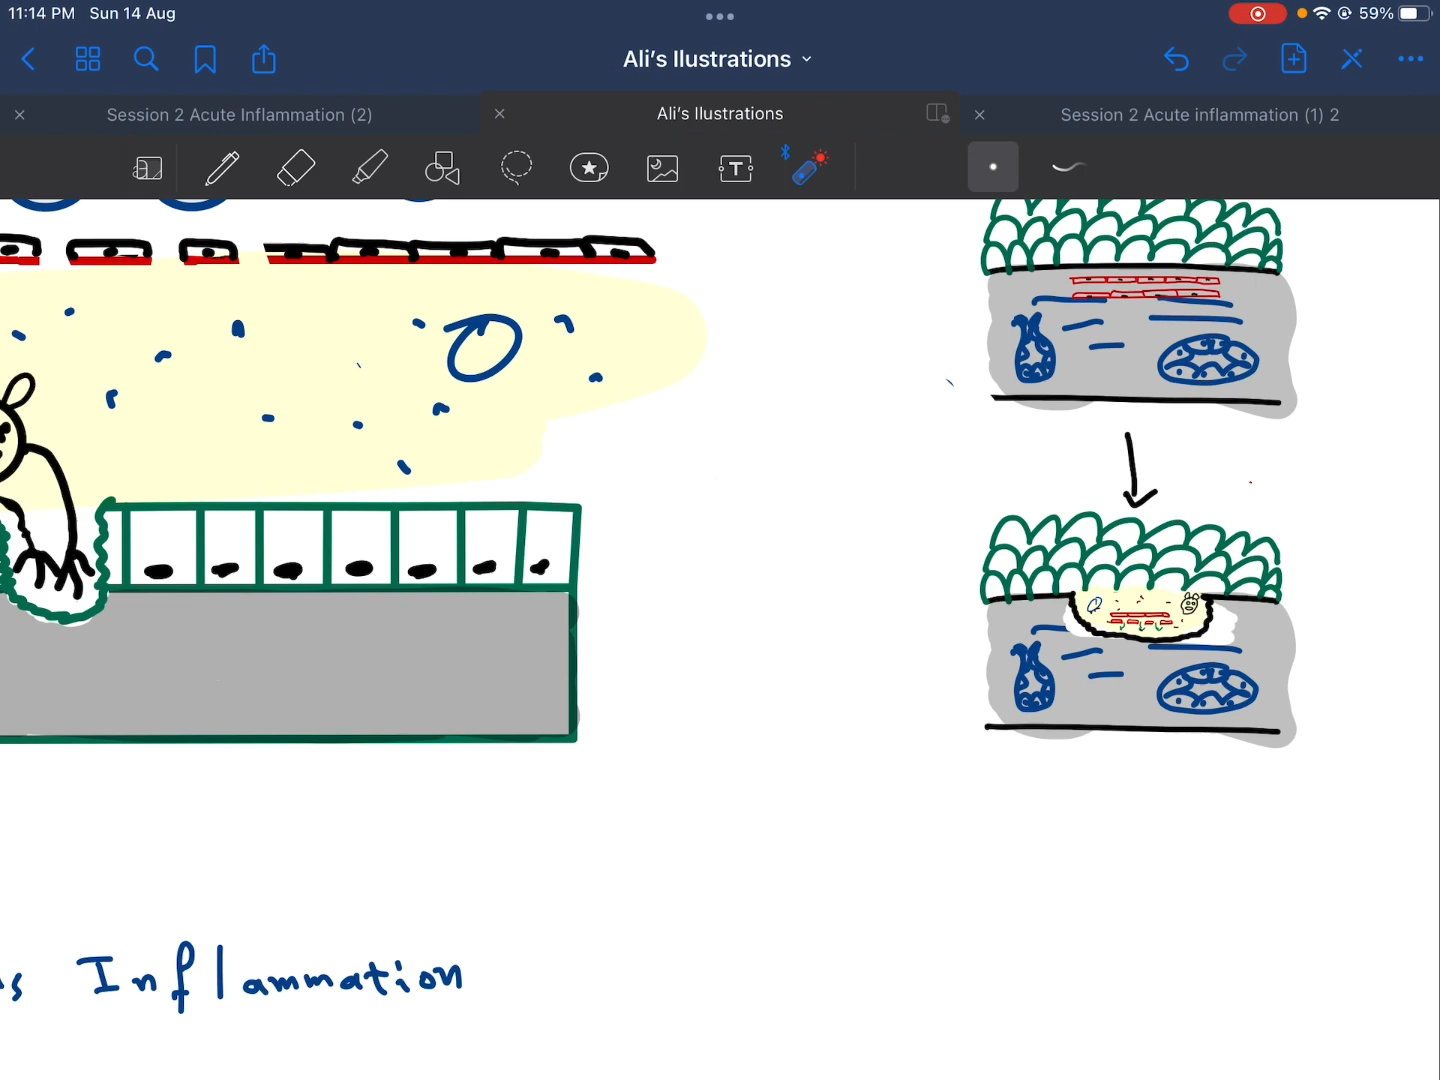 11:14 PM Sun 14 Aug
59%
Ali's Ilustrations
Session 2 Acute Inflammation (2)
Ali's Ilustrations
Session 2 Acute inflammation (1) 2
a
T
s Inflammation